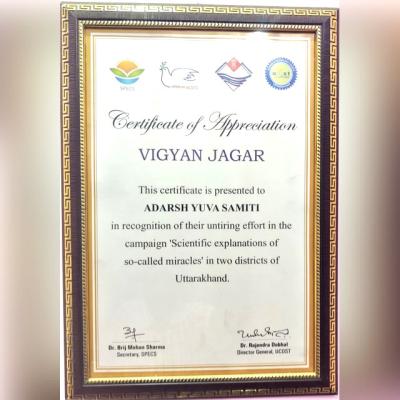 SPECS
Certificate of Appreciation
VIGYAN JAGAR
This certificate is presented to
ADARSH YUVA SAMITI
in recognition of their untiring effort in the
campaign 'Scientific explanations of
so-called miracles' in two districts of
Uttarakhand.
Dr. Brij Mohan Sharma
Secretary, SPECS
Dr. Rajendra Dobhal
Director General, UCOST